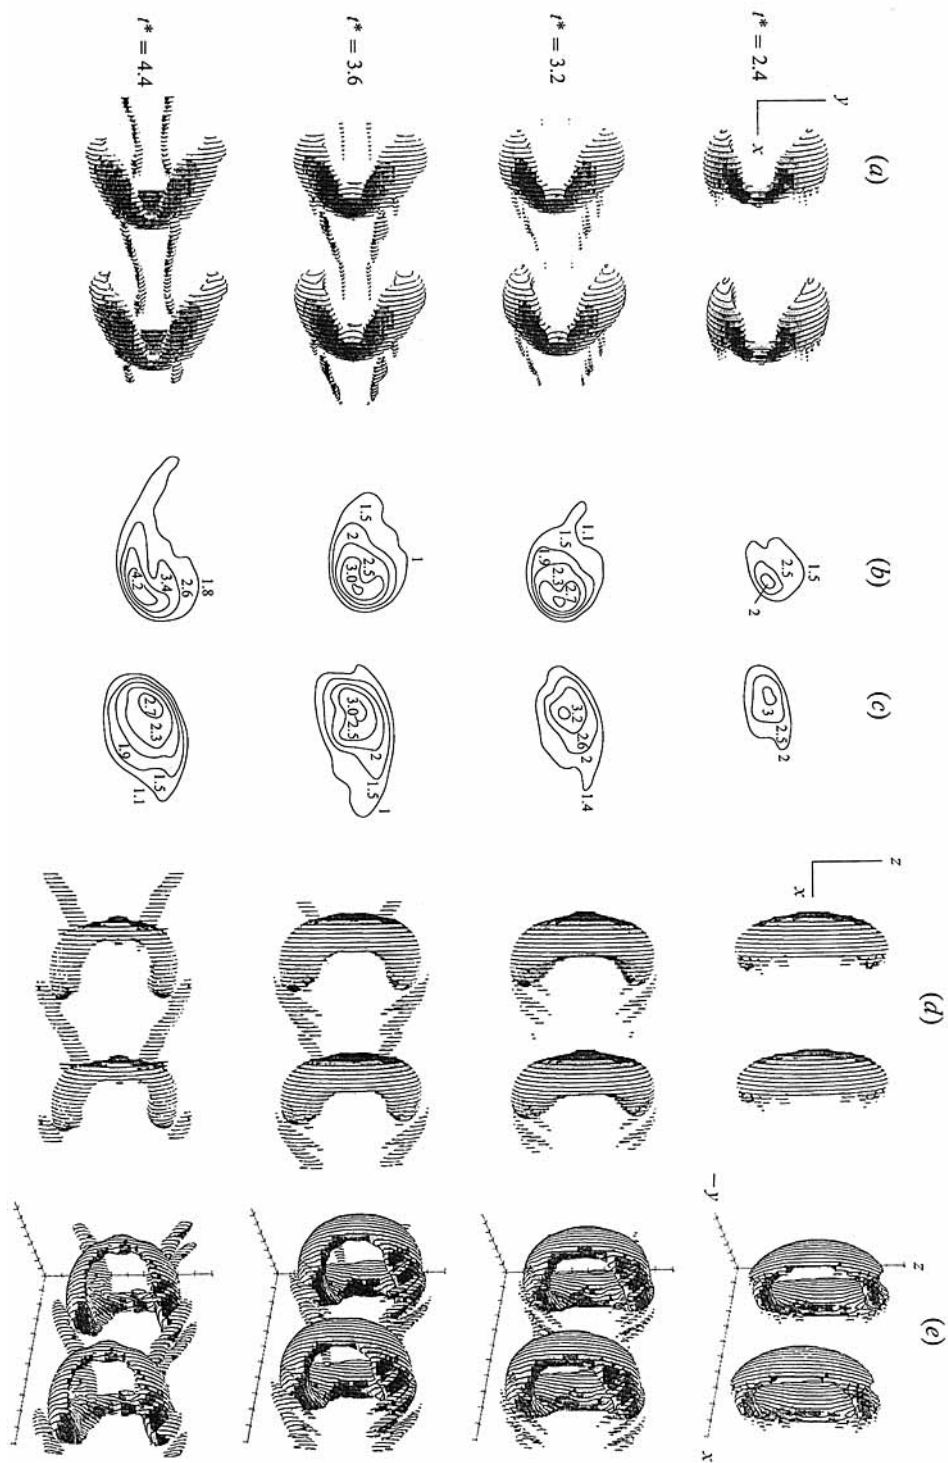 (a)
(b)
(c)
(d)
(e)
y
x
z
x
z
−y
x
t* = 2.4
1.5
2.5
2
3
2.5
2
t* = 3.2
1.1
1.5
1.9
2.3
2.7
3.2
2.6
2
1.4
z
t* = 3.6
1
1.5
2
2.5
3.0
3.0
2.5
2
1.5
1
t* = 4.4
1.8
2.6
3.4
4.2
2.7
2.3
1.9
1.5
1.1